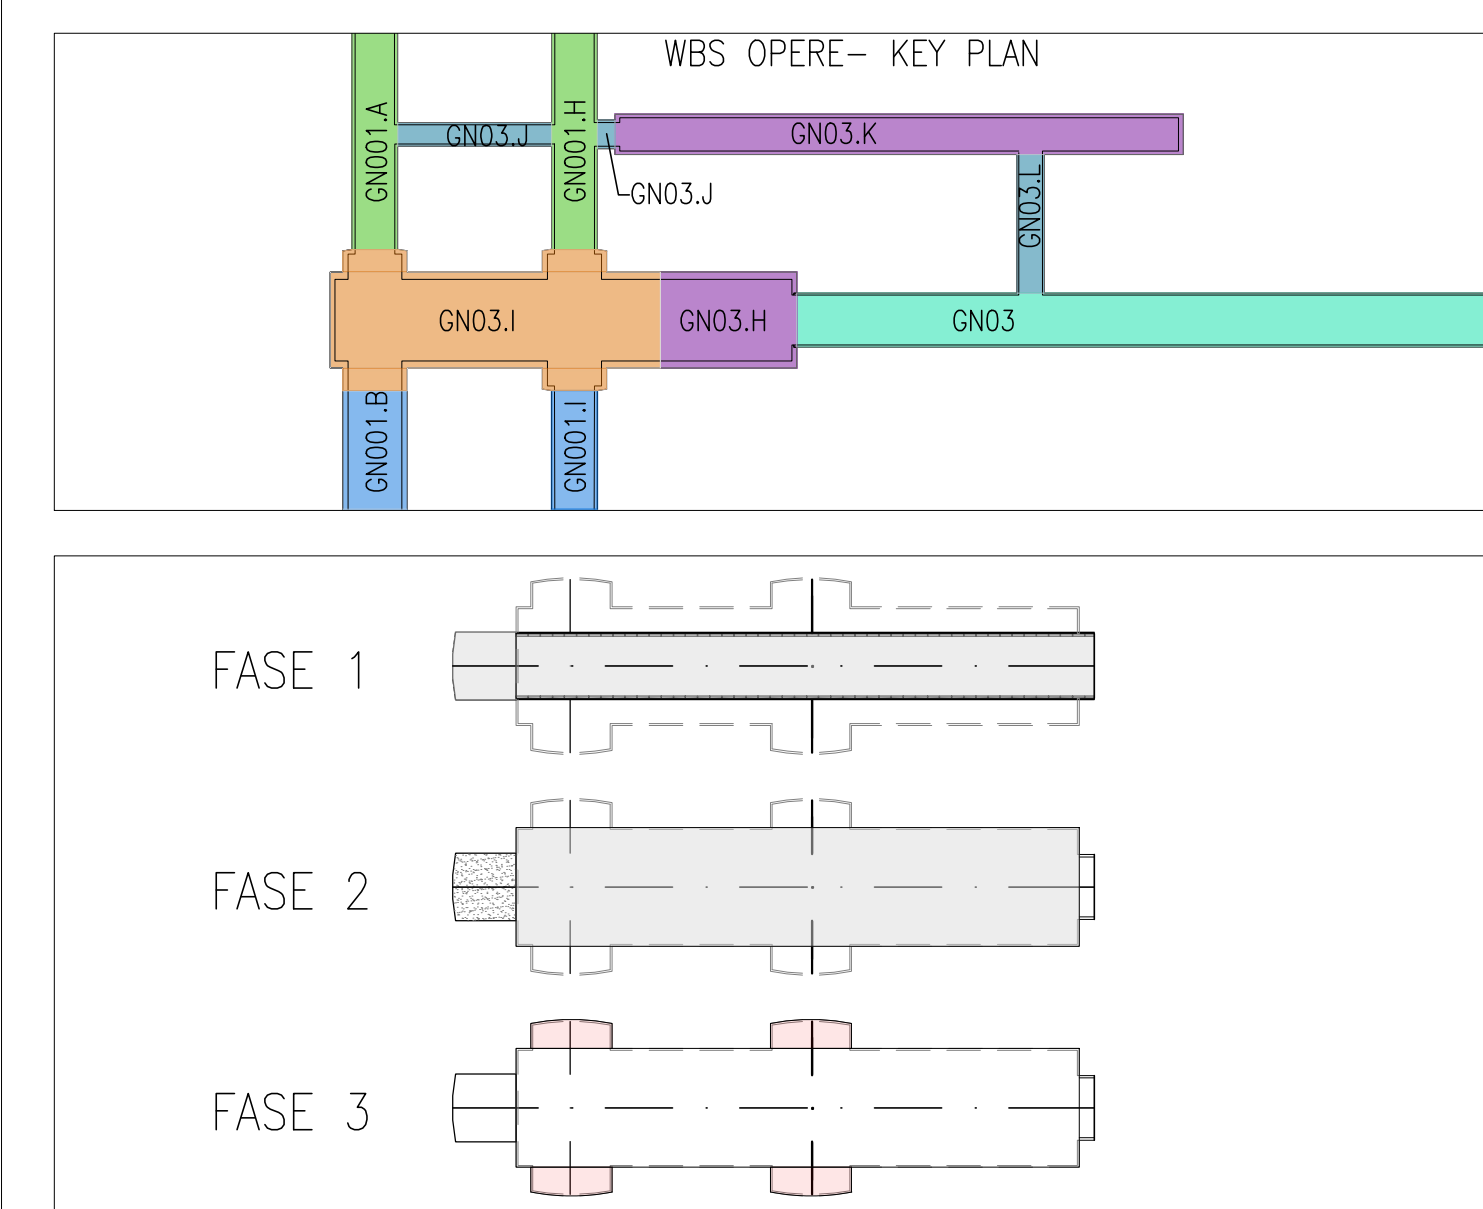 WBS OPERE- KEY PLAN
GN001.A
GN03.J
GN001.H
GN03.K
GN03.J
GN03.L
GN03.I
GN03.H
GN03
GN001.B
GN001.I
FASE 1
FASE 2
FASE 3